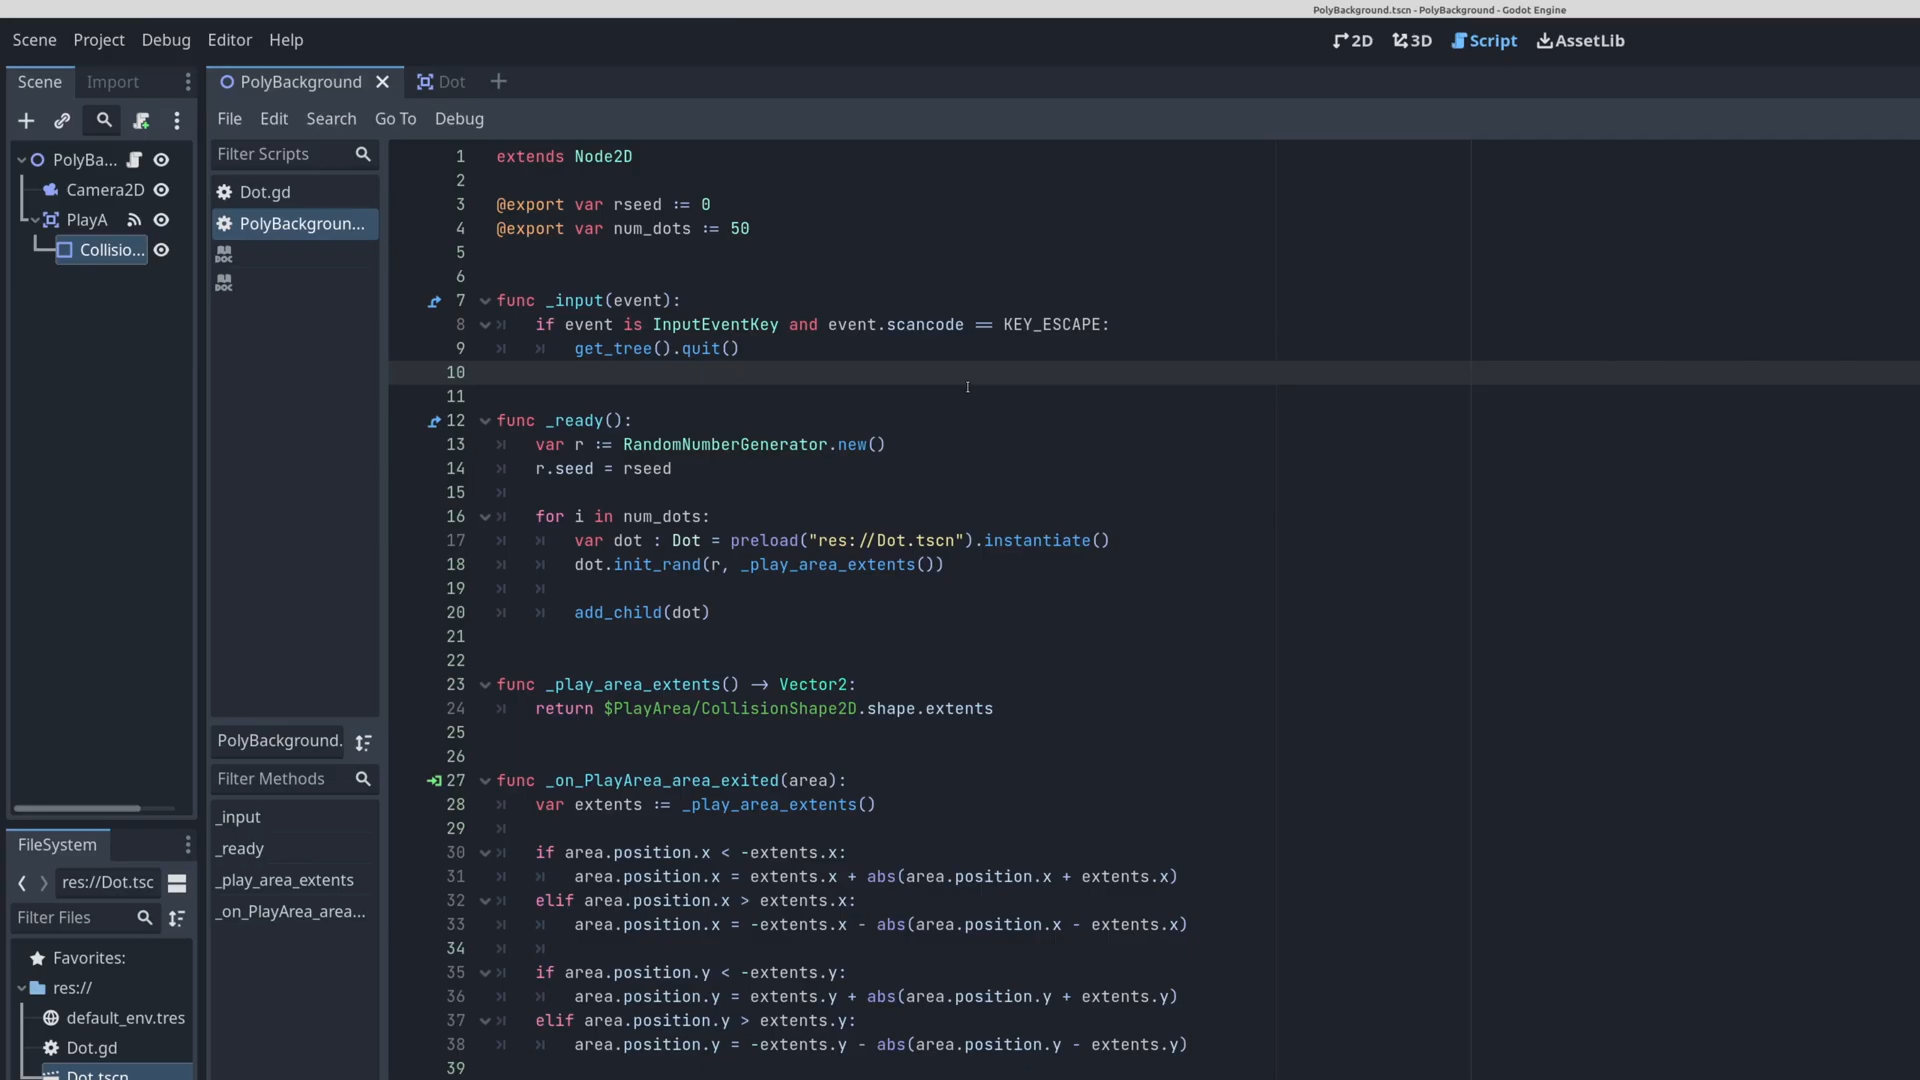 PolyBackground.tscn - PolyBackground - Godot Engine
Scene Project Debug Editor Help
2D 3D Script AssetLib
Scene Import
PolyBackground Dot
File Edit Search Go To Debug
PolyBa...
Camera2D
PlayA
Collisio...
Filter Scripts
Dot.gd
PolyBackgroun...
DOC
DOC
PolyBackground.
Filter Methods
_input
_ready
_play_area_extents
_on_PlayArea_area...
FileSystem
res://Dot.tsc
Filter Files
Favorites:
res://
default_env.tres
Dot.gd
Dot.tscn
1 extends Node2D
2
3 @export var rseed := 0
4 @export var num_dots := 50
5
6
7 func _input(event):
8 if event is InputEventKey and event.scancode == KEY_ESCAPE:
9 get_tree().quit()
10
11
12 func _ready():
13 var r := RandomNumberGenerator.new()
14 r.seed = rseed
15
16 for i in num_dots:
17 var dot : Dot = preload("res://Dot.tscn").instantiate()
18 dot.init_rand(r, _play_area_extents())
19
20 add_child(dot)
21
22
23 func _play_area_extents() -> Vector2:
24 return $PlayArea/CollisionShape2D.shape.extents
25
26
27 func _on_PlayArea_area_exited(area):
28 var extents := _play_area_extents()
29
30 if area.position.x < -extents.x:
31 area.position.x = extents.x + abs(area.position.x + extents.x)
32 elif area.position.x > extents.x:
33 area.position.x = -extents.x - abs(area.position.x - extents.x)
34
35 if area.position.y < -extents.y:
36 area.position.y = extents.y + abs(area.position.y + extents.y)
37 elif area.position.y > extents.y:
38 area.position.y = -extents.y - abs(area.position.y - extents.y)
39